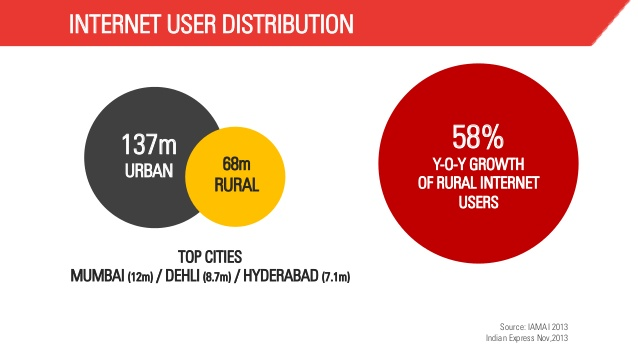 INTERNET USER DISTRIBUTION
137m
URBAN
68m
RURAL
58%
Y-O-Y GROWTH
OF RURAL INTERNET
USERS
TOP CITIES
MUMBAI (12m) / DEHLI (8.7m) / HYDERABAD (7.1m)
Source: IAMAI 2013
Indian Express Nov,2013